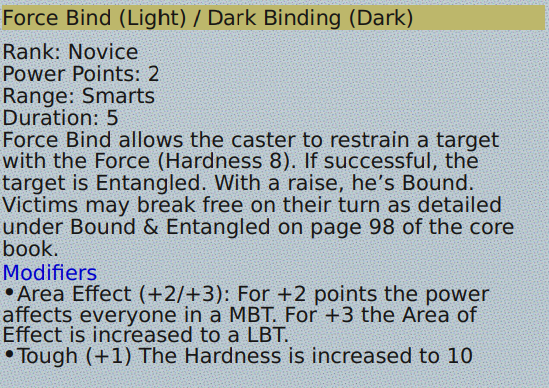 Force Bind (Light) / Dark Binding (Dark)
Rank: Novice
Power Points: 2
Range: Smarts
Duration: 5
Force Bind allows the caster to restrain a target
with the Force (Hardness 8). If successful, the
target is Entangled. With a raise, he’s Bound.
Victims may break free on their turn as detailed
under Bound & Entangled on page 98 of the core
book.
Modifiers
•Area Effect (+2/+3): For +2 points the power
affects everyone in a MBT. For +3 the Area of
Effect is increased to a LBT.
•Tough (+1) The Hardness is increased to 10